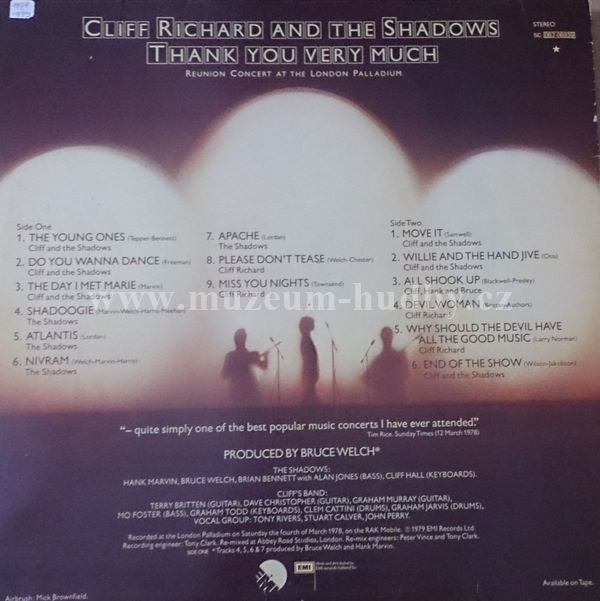 CLIFF RICHARD AND THE SHADOWS
THANK YOU VERY MUCH
REUNION CONCERT AT THE LONDON PALLADIUM
STEREO
SC
Side One
1. THE YOUNG ONES (Tepper-Bennett)
Cliff and the Shadows
2. DO YOU WANNA DANCE (Freeman)
Cliff and the Shadows
3. THE DAY I MET MARIE (Marvin)
Cliff and the Shadows
4. SHADOOGIE (Marvin-Welch-Harris-Meehan)
The Shadows
5. ATLANTIS (Lordan)
The Shadows
6. NIVRAM (Welch-Marvin-Harris)
The Shadows
7. APACHE (Lordan)
The Shadows
8. PLEASE DON'T TEASE (Welch-Chester)
Cliff Richard
9. MISS YOU NIGHTS (Townsend)
Cliff Richard
Side Two
1. MOVE IT (Samwell)
Cliff and the Shadows
2. WILLIE AND THE HAND JIVE (Otis)
Cliff and the Shadows
3. ALL SHOOK UP (Blackwell-Presley)
Cliff, Hank and Bruce
4. DEVIL WOMAN (Britten-Authors)
Cliff Richard
5. WHY SHOULD THE DEVIL HAVE
ALL THE GOOD MUSIC (Larry Norman)
Cliff Richard
6. END OF THE SHOW (Wilson-Jackson)
Cliff and the Shadows
www.muzeum-hudby.cz
"– quite simply one of the best popular music concerts I have ever attended."
Tim Rice. Sunday Times (12 March 1978)
PRODUCED BY BRUCE WELCH*
THE SHADOWS:
HANK MARVIN, BRUCE WELCH, BRIAN BENNETT with ALAN JONES (BASS), CLIFF HALL (KEYBOARDS).
CLIFF'S BAND:
TERRY BRITTEN (GUITAR), DAVE CHRISTOPHER (GUITAR), GRAHAM MURRAY (GUITAR),
MO FOSTER (BASS), GRAHAM TODD (KEYBOARD), CLEM CATTINI (DRUMS), GRAHAM JARVIS (DRUMS),
VOCAL GROUP: TONY RIVERS, STUART CALVER, JOHN PERRY.
Recorded at the London Palladium on Saturday the fourth of March 1978, on the RAK Mobile. ℗ 1979 EMI Records Ltd.
Recording engineer: Tony Clark. Re-mixed at Abbey Road Studios, London. Re-mix engineers: Peter Vince and Tony Clark.
SIDE ONE *Tracks 4, 5, 6 & 7 produced by Bruce Welch and Hank Marvin.
EMI
Airbrush: Mick Brownfield.
Available on Tape.